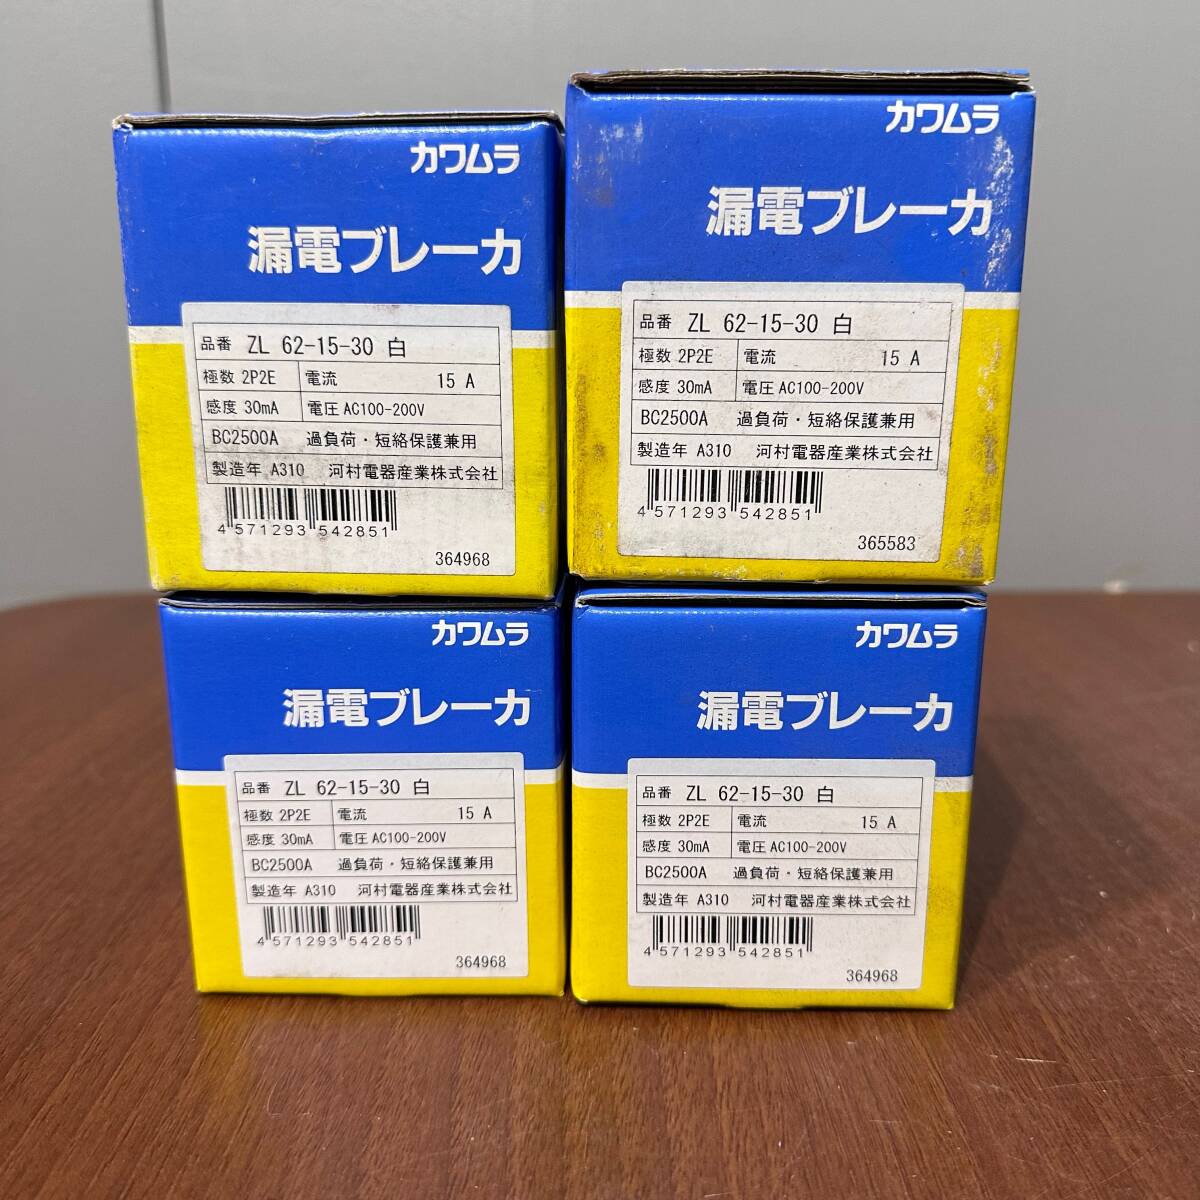 カワムラ
漏電ブレーカ
品番 ZL 62-15-30 白
極数 2P2E 電流 15 A
感度 30mA 電圧 AC100-200V
BC2500A 過負荷・短絡保護兼用
製造年 A310 河村電器産業株式会社
4 571293 542851
364968
カワムラ
漏電ブレーカ
品番 ZL 62-15-30 白
極数 2P2E 電流 15 A
感度 30mA 電圧 AC100-200V
BC2500A 過負荷・短絡保護兼用
製造年 A310 河村電器産業株式会社
4 571293 542851
365583
カワムラ
漏電ブレーカ
品番 ZL 62-15-30 白
極数 2P2E 電流 15 A
感度 30mA 電圧 AC100-200V
BC2500A 過負荷・短絡保護兼用
製造年 A310 河村電器産業株式会社
4 571293 542851
364968
カワムラ
漏電ブレーカ
品番 ZL 62-15-30 白
極数 2P2E 電流 15 A
感度 30mA 電圧 AC100-200V
BC2500A 過負荷・短絡保護兼用
製造年 A310 河村電器産業株式会社
4 571293 542851
364968